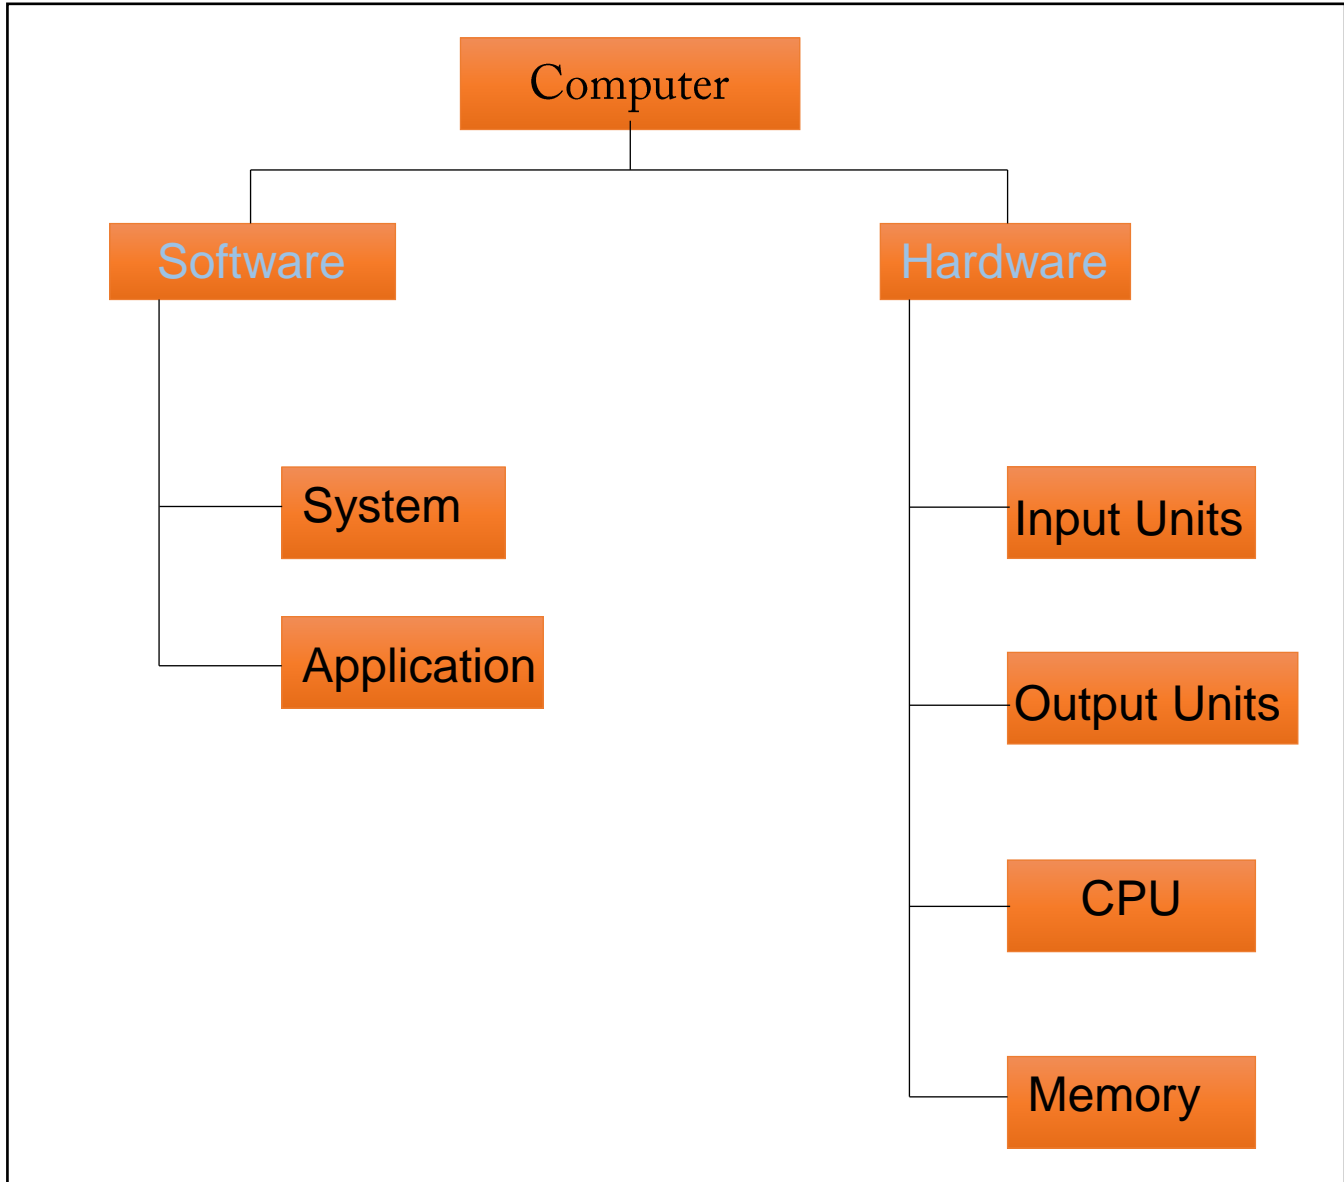 Computer
Software
Hardware
System
Application
Input Units
Output Units
CPU
Memory